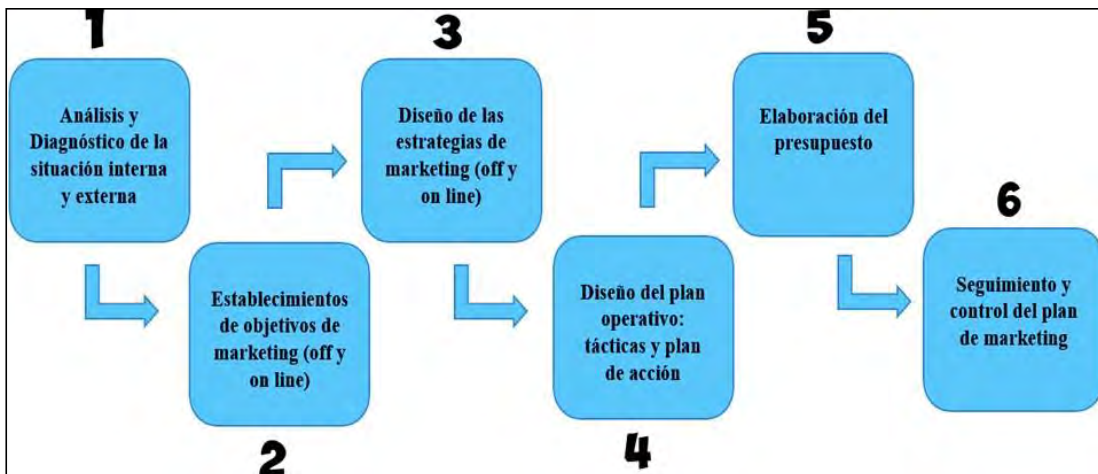 1
Análisis y
Diagnóstico de la
situación interna
y externa
2
Establecimientos
de objetivos de
marketing (off y
on line)
3
Diseño de las
estrategias de
marketing (off y
on line)
4
Diseño del plan
operativo:
tácticas y plan
de acción
5
Elaboración del
presupuesto
6
Seguimiento y
control del plan
de marketing